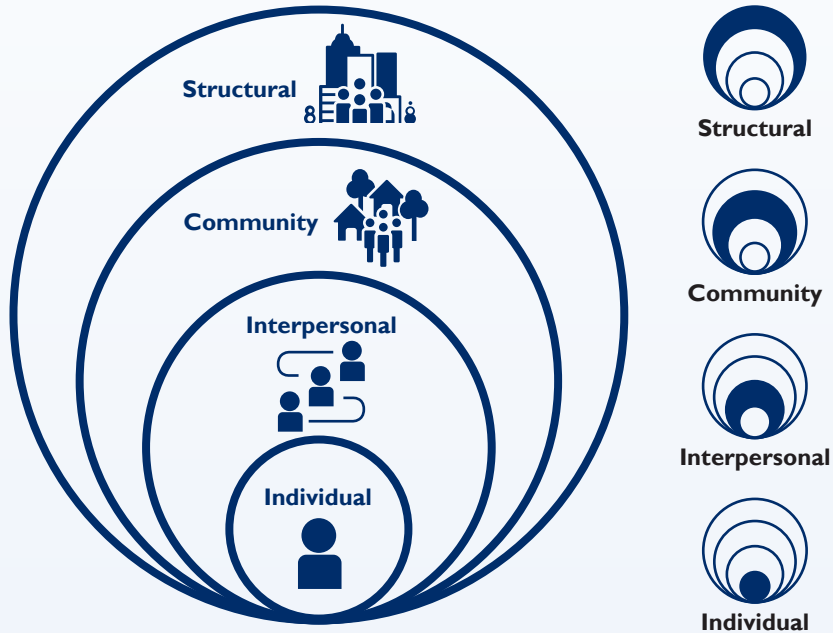 Structural
Community
Interpersonal
Individual
Structural
Community
Interpersonal
Individual